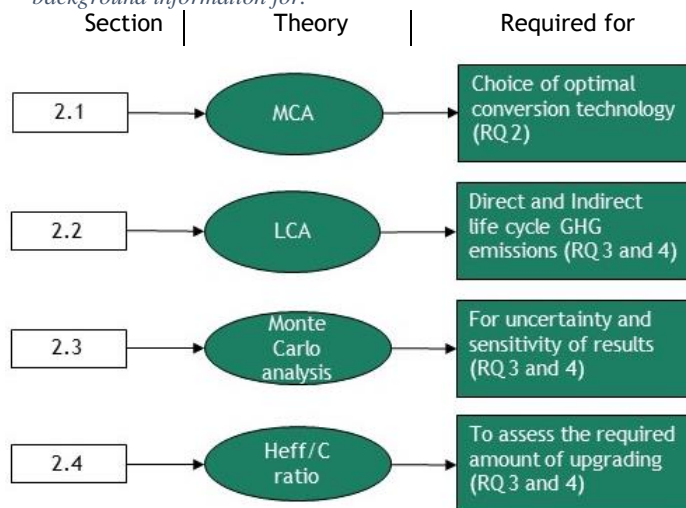 background information for.
Section Theory Required for
2.1
MCA
Choice of optimal
conversion technology
(RQ 2)
2.2
LCA
Direct and Indirect
life cycle GHG
emissions (RQ 3 and 4)
2.3
Monte
Carlo
analysis
For uncertainty and
sensitivity of results
(RQ 3 and 4)
2.4
Heff/C
ratio
To assess the required
amount of upgrading
(RQ 3 and 4)